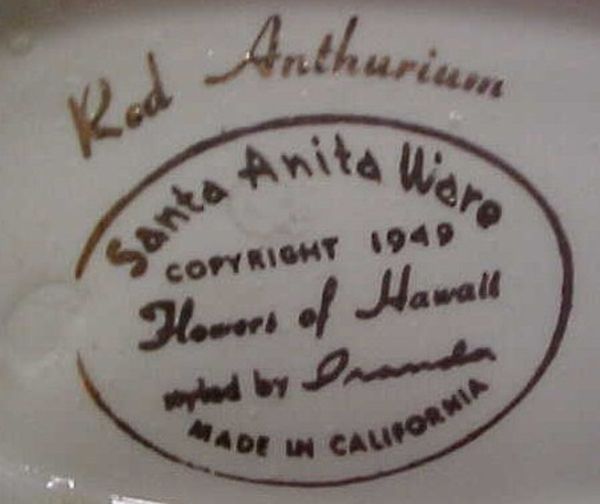 Red Anthurium
Santa Anita Ware
COPYRIGHT 1949
Flowers of Hawaii
styled by
MADE IN CALIFORNIA